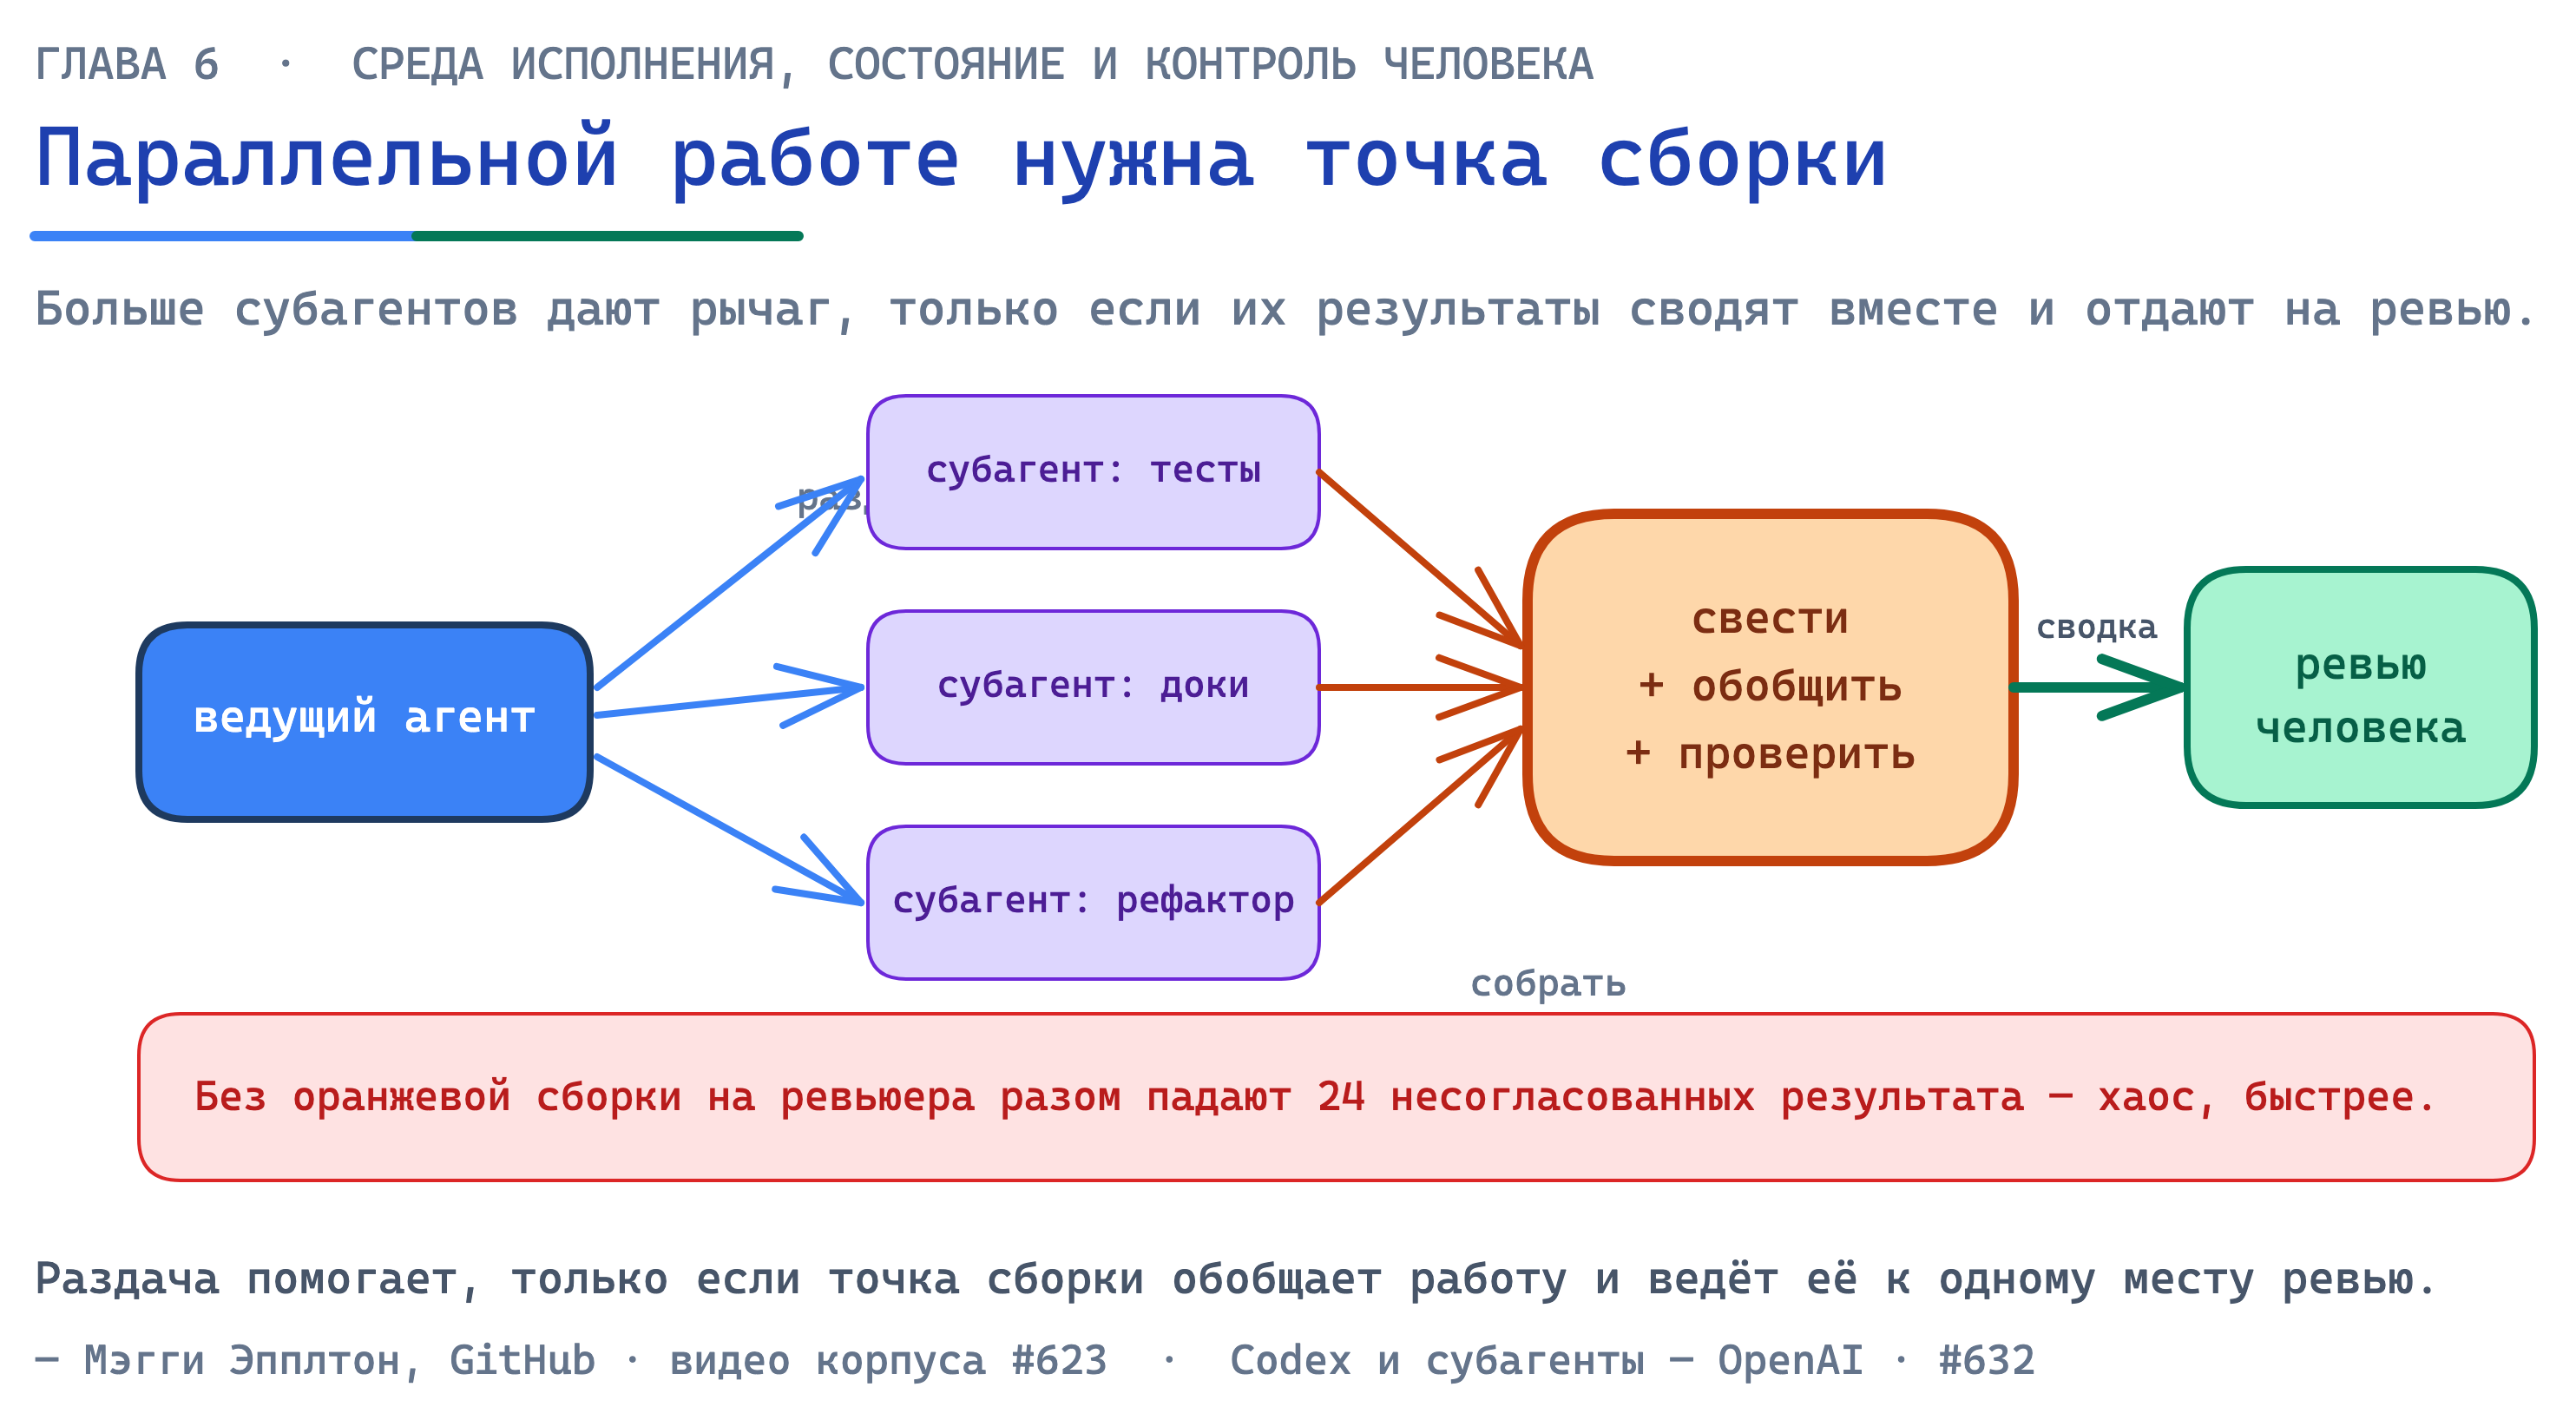 ГЛАВА 6 · СРЕДА ИСПОЛНЕНИЯ, СОСТОЯНИЕ И КОНТРОЛЬ ЧЕЛОВЕКА
Параллельной работе нужна точка сборки
Больше субагентов дают рычаг, только если их результаты сводят вместе и отдают на ревью.
субагент: тесты
ведущий агент
субагент: доки
субагент: рефактор
свести
+ обобщить
+ проверить
сводка
ревью
человека
собрать
Без оранжевой сборки на ревьюера разом падают 24 несогласованных результата — хаос, быстрее.
Раздача помогает, только если точка сборки обобщает работу и ведёт её к одному месту ревью.
— Мэгги Эпплтон, GitHub · видео корпуса #623 · Codex и субагенты — OpenAI · #632